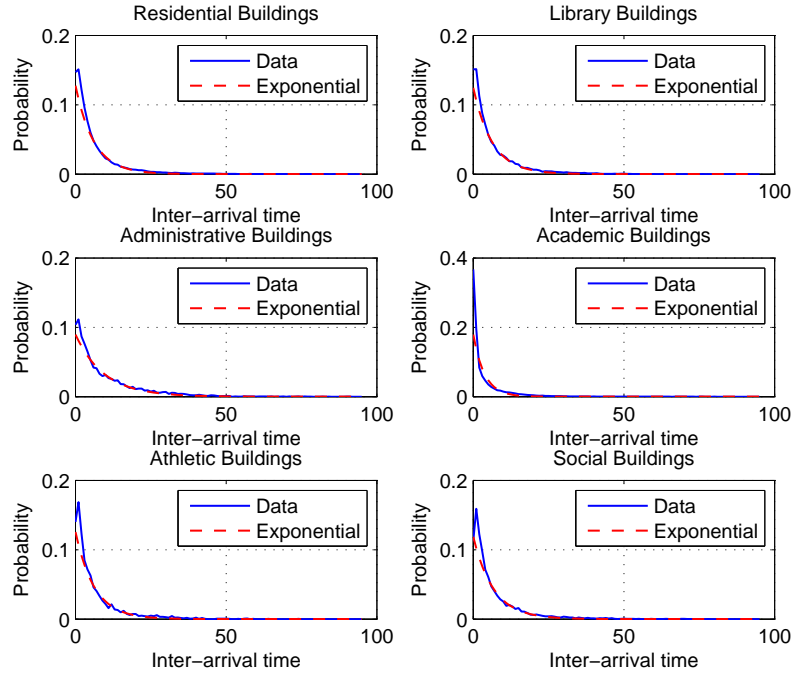 Residential Buildings
0.2
0.1
0
Probability
Data
Exponential
0
50
100
Inter−arrival time
Library Buildings
0.2
0.1
0
Probability
Data
Exponential
0
50
100
Inter−arrival time
Administrative Buildings
0.2
0.1
0
Probability
Data
Exponential
0
50
100
Inter−arrival time
Academic Buildings
0.4
0.2
0
Probability
Data
Exponential
0
50
100
Inter−arrival time
Athletic Buildings
0.2
0.1
0
Probability
Data
Exponential
0
50
100
Inter−arrival time
Social Buildings
0.2
0.1
0
Probability
Data
Exponential
0
50
100
Inter−arrival time